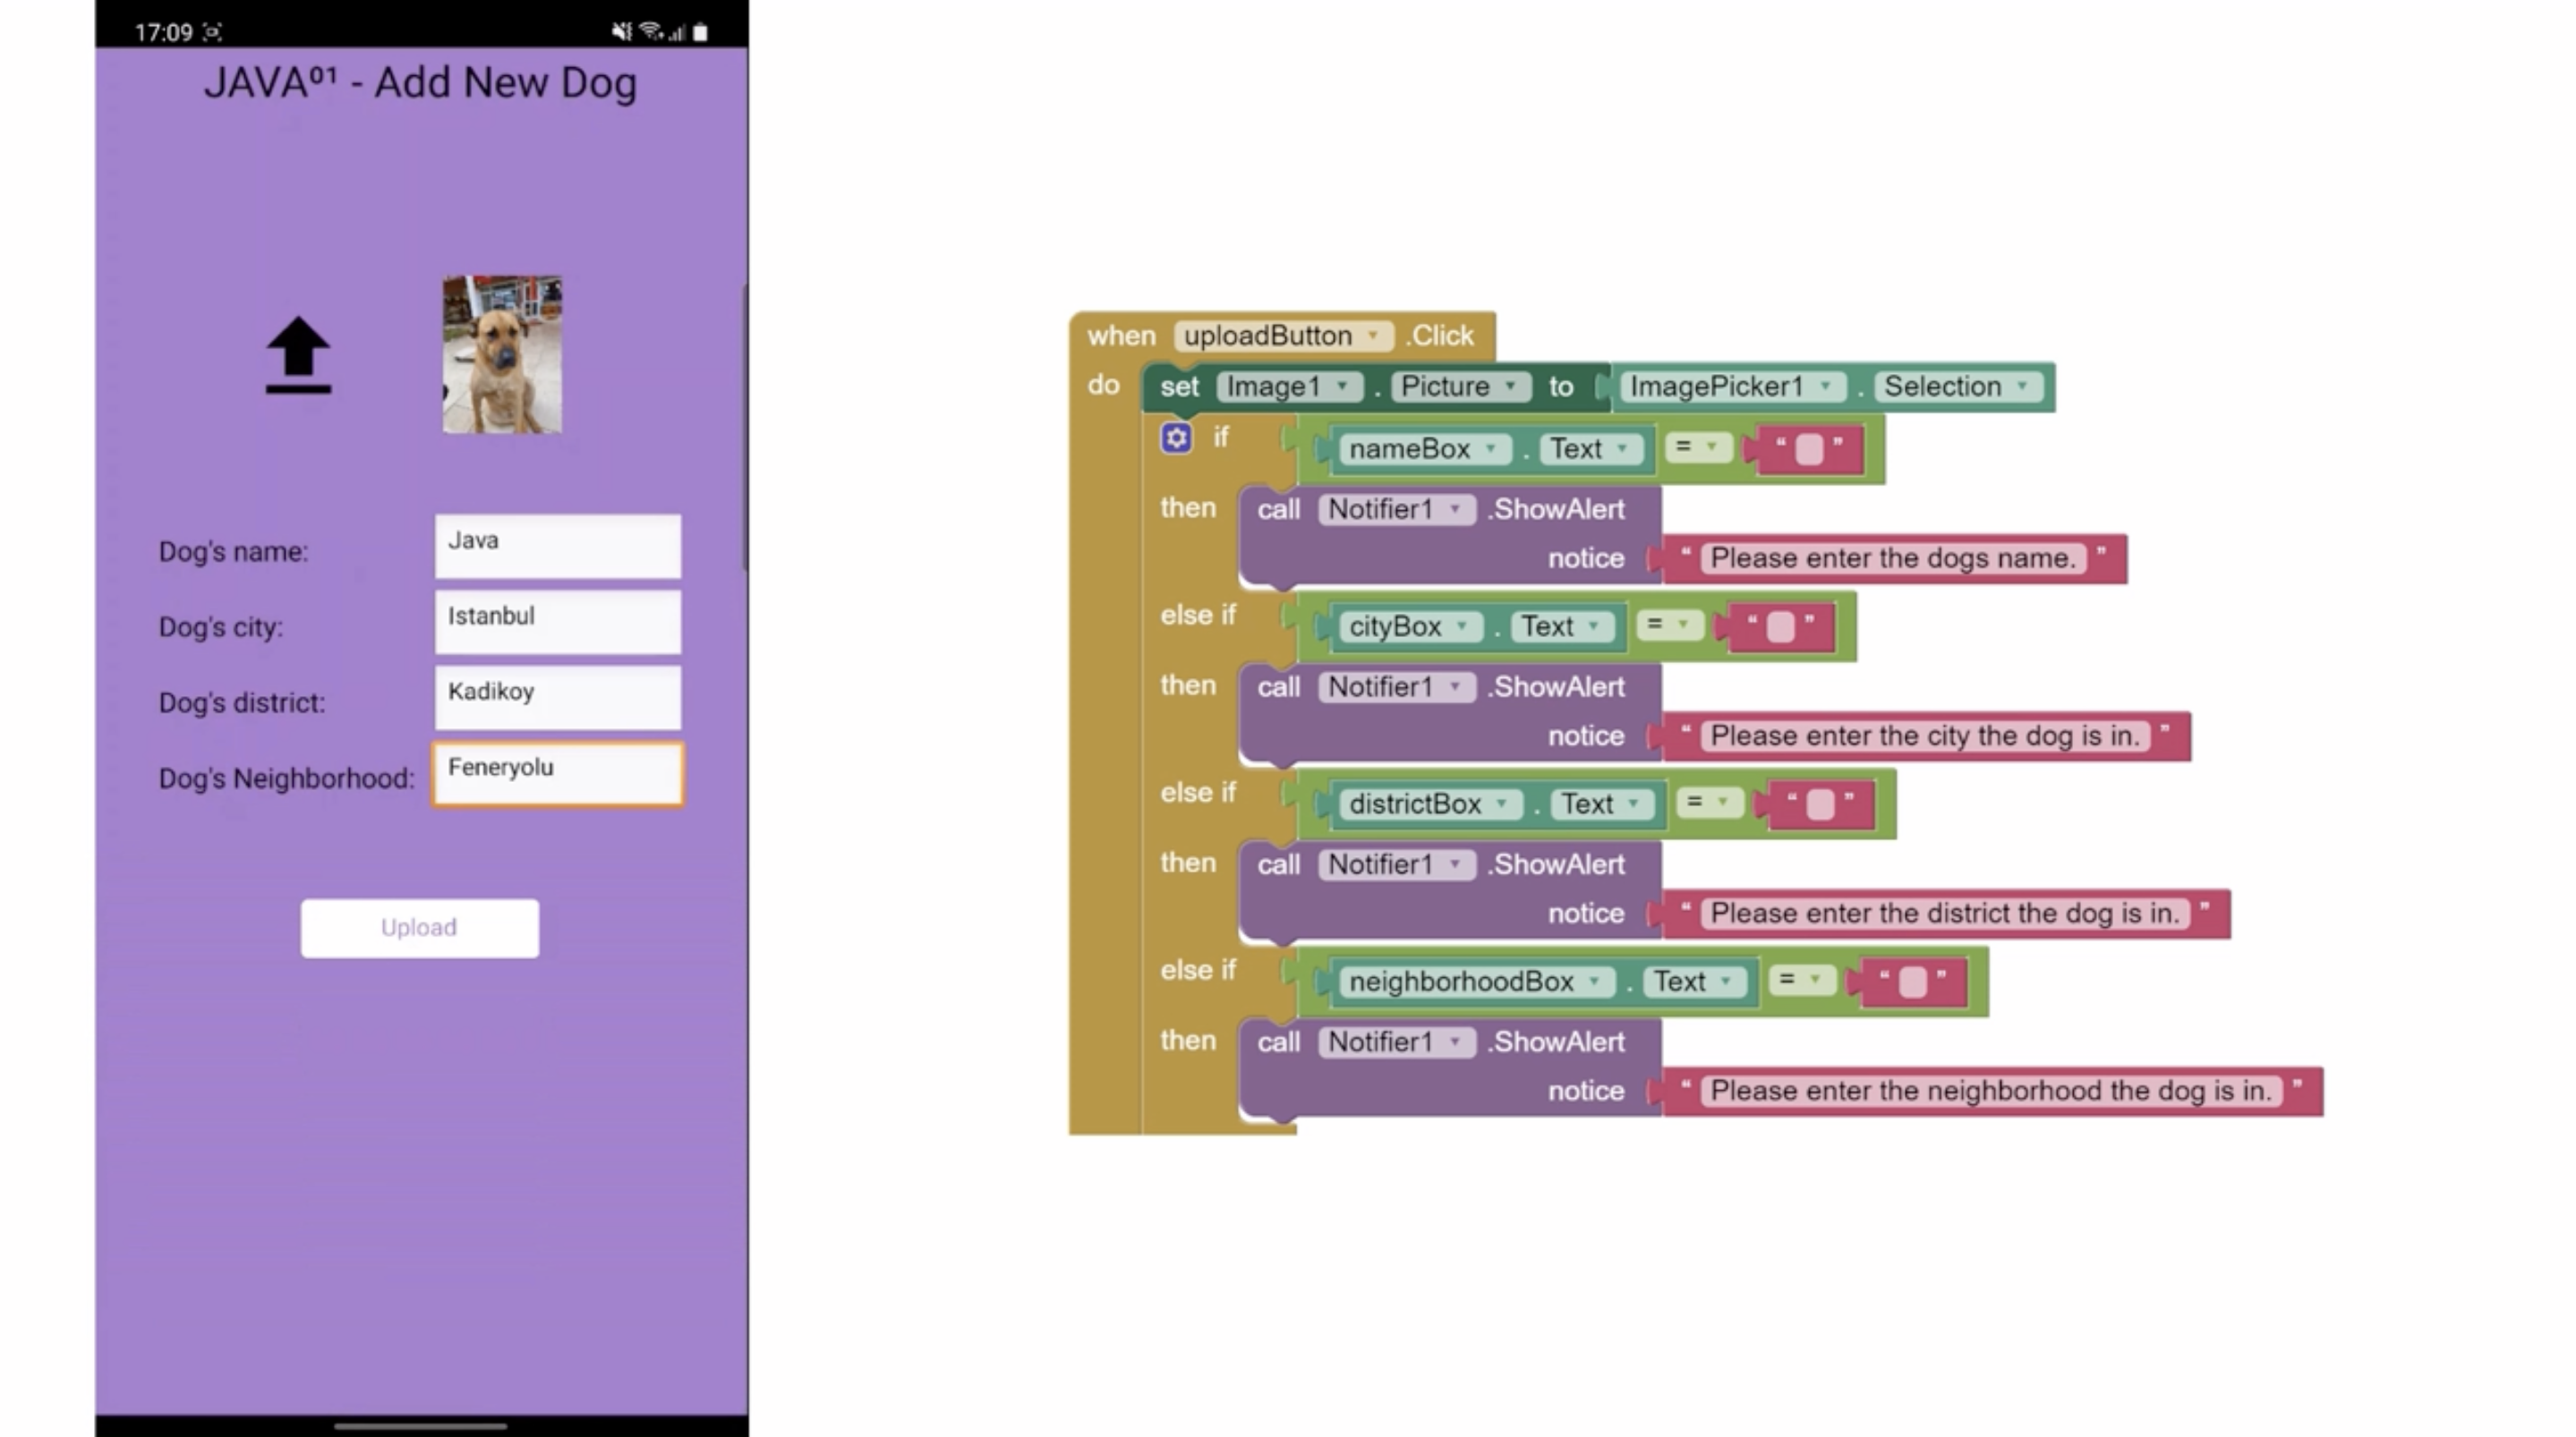 17:09
JAVA⁰¹ - Add New Dog
Dog's name: Java
Dog's city: Istanbul
Dog's district: Kadikoy
Dog's Neighborhood: Feneryolu
Upload
when uploadButton .Click
do set Image1 . Picture to ImagePicker1 . Selection
if nameBox . Text = “ ”
then call Notifier1 .ShowAlert
notice “ Please enter the dogs name. ”
else if cityBox . Text = “ ”
then call Notifier1 .ShowAlert
notice “ Please enter the city the dog is in. ”
else if districtBox . Text = “ ”
then call Notifier1 .ShowAlert
notice “ Please enter the district the dog is in. ”
else if neighborhoodBox . Text = “ ”
then call Notifier1 .ShowAlert
notice “ Please enter the neighborhood the dog is in. ”